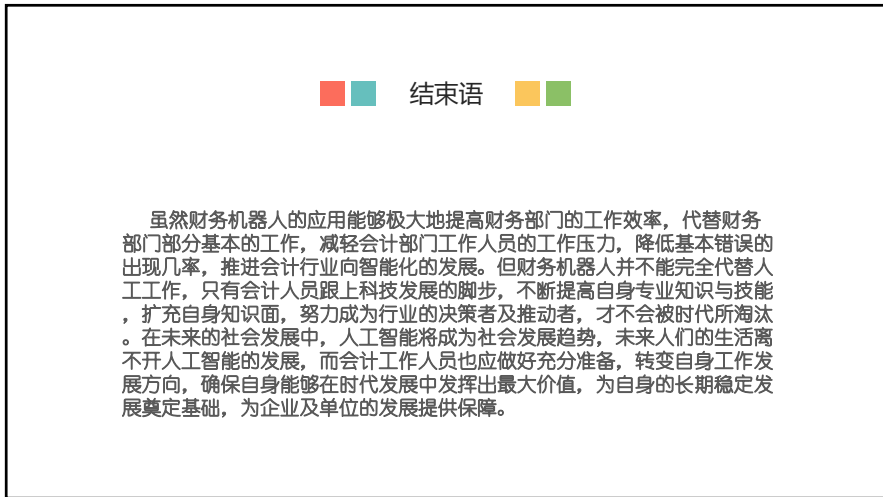 结束语
虽然财务机器人的应用能够极大地提高财务部门的工作效率，代替财务
部门部分基本的工作，减轻会计部门工作人员的工作压力，降低基本错误的
出现几率，推进会计行业向智能化的发展。但财务机器人并不能完全代替人
工工作，只有会计人员跟上科技发展的脚步，不断提高自身专业知识与技能
，扩充自身知识面，努力成为行业的决策者及推动者，才不会被时代所淘汰
。在未来的社会发展中，人工智能将成为社会发展趋势，未来人们的生活离
不开人工智能的发展，而会计工作人员也应做好充分准备，转变自身工作发
展方向，确保自身能够在时代发展中发挥出最大价值，为自身的长期稳定发
展奠定基础，为企业及单位的发展提供保障。